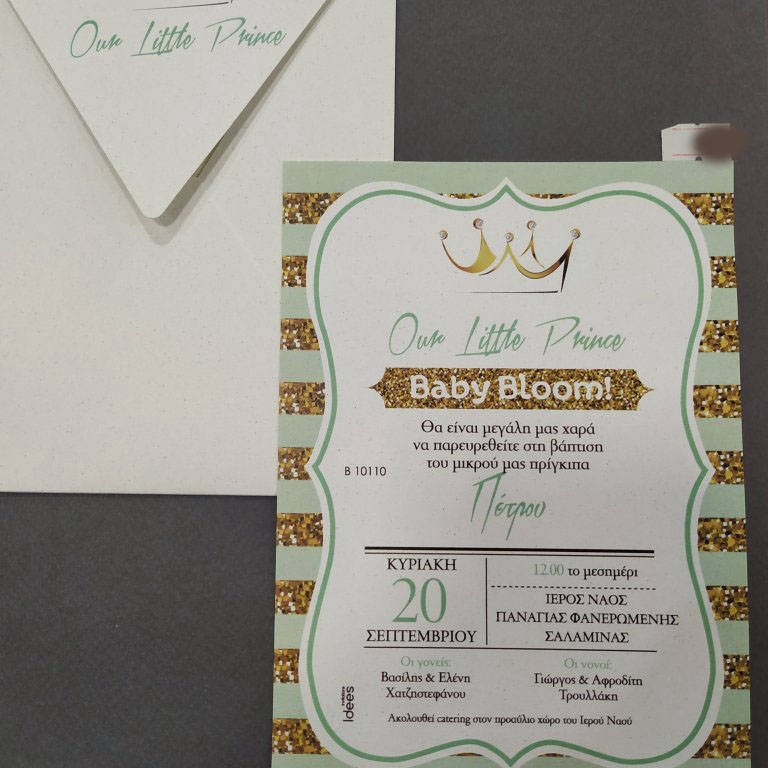 Our Little Prince
Our Little Prince
Baby Bloom!
Θα είναι μεγάλη μας χαρά
να παρευρεθείτε στη βάπτιση
του μικρού μας πρίγκιπα
B 10110
Πέτρου
ΚΥΡΙΑΚΗ
20
ΣΕΠΤΕΜΒΡΙΟΥ
12.00 το μεσημέρι
ΙΕΡΟΣ ΝΑΟΣ
ΠΑΝΑΓΙΑΣ ΦΑΝΕΡΩΜΕΝΗΣ
ΣΑΛΑΜΙΝΑΣ
Οι γονείς:
Βασίλης & Ελένη
Χατζηστεφάνου
Οι νονοί:
Γιώργος & Αφροδίτη
Τρουλλάκη
Ακολουθεί catering στον προαύλιο χώρο του Ιερού Ναού
Idees